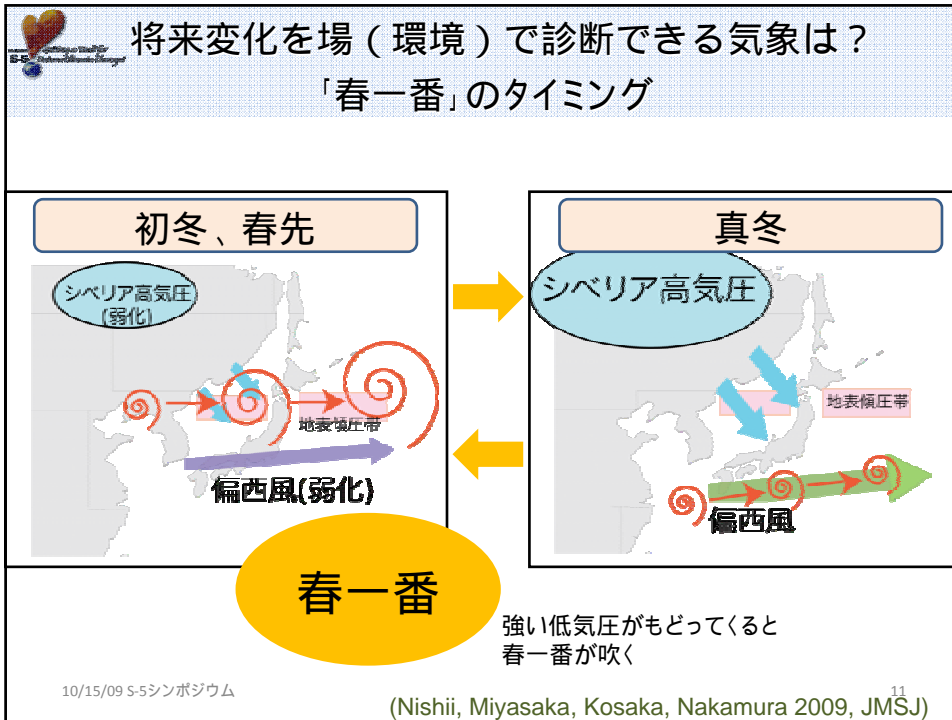 将来変化を場(環境)で診断できる気象は?
「春一番」のタイミング
初冬、春先
シベリア高気圧
(弱化)
地表傾圧帯
偏西風(弱化)
真冬
シベリア高気圧
地表傾圧帯
偏西風
春一番
強い低気圧がもどってくると
春一番が吹く
10/15/09 S-5シンポジウム
11
(Nishii, Miyasaka, Kosaka, Nakamura 2009, JMSJ)
S-5